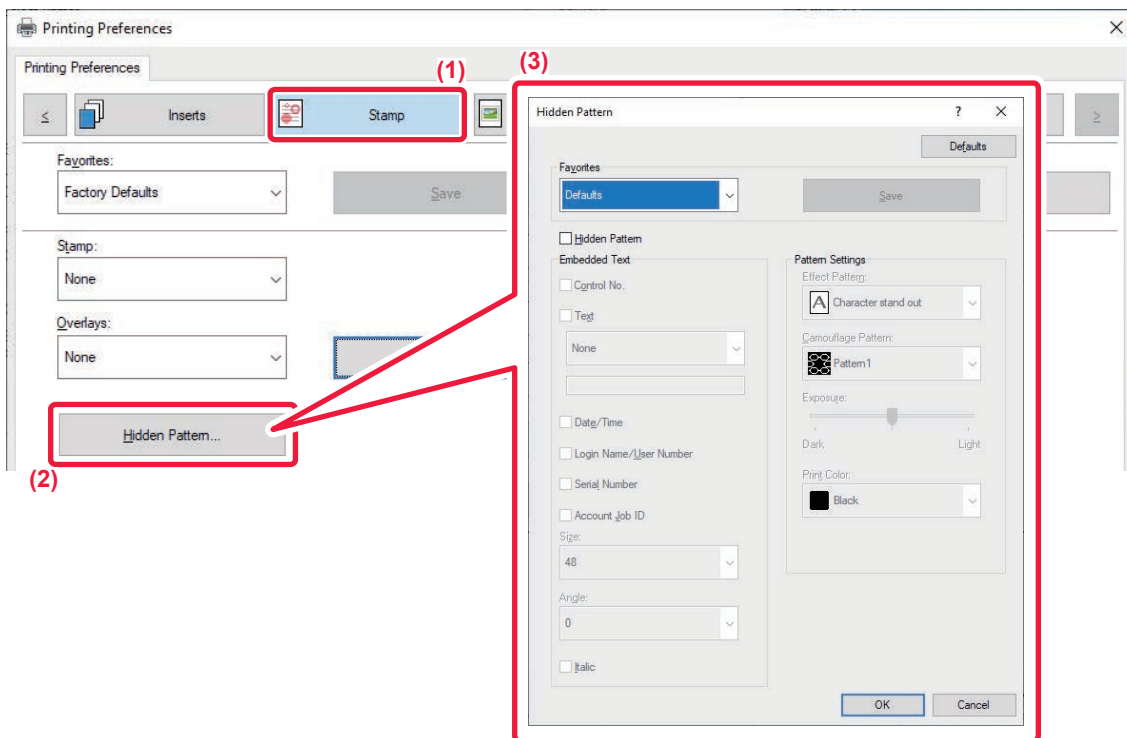 Printing Preferences
Printing Preferences
(1)
(3)
<
Inserts
Stamp
>
Favorites:
Factory Defaults
Save
Stamp:
None
Overlays:
None
Hidden Pattern...
(2)
Hidden Pattern
?
Defaults
Favorites
Defaults
Save
Hidden Pattern
Embedded Text
Control No.
Text
None
Date/Time
Login Name/User Number
Serial Number
Account Job ID
Size:
48
Angle:
0
Italic
Pattern Settings
Effect Pattern:
A Character stand out
Camouflage Pattern:
Pattern1
Exposure:
Dark Light
Print Color:
Black
OK Cancel